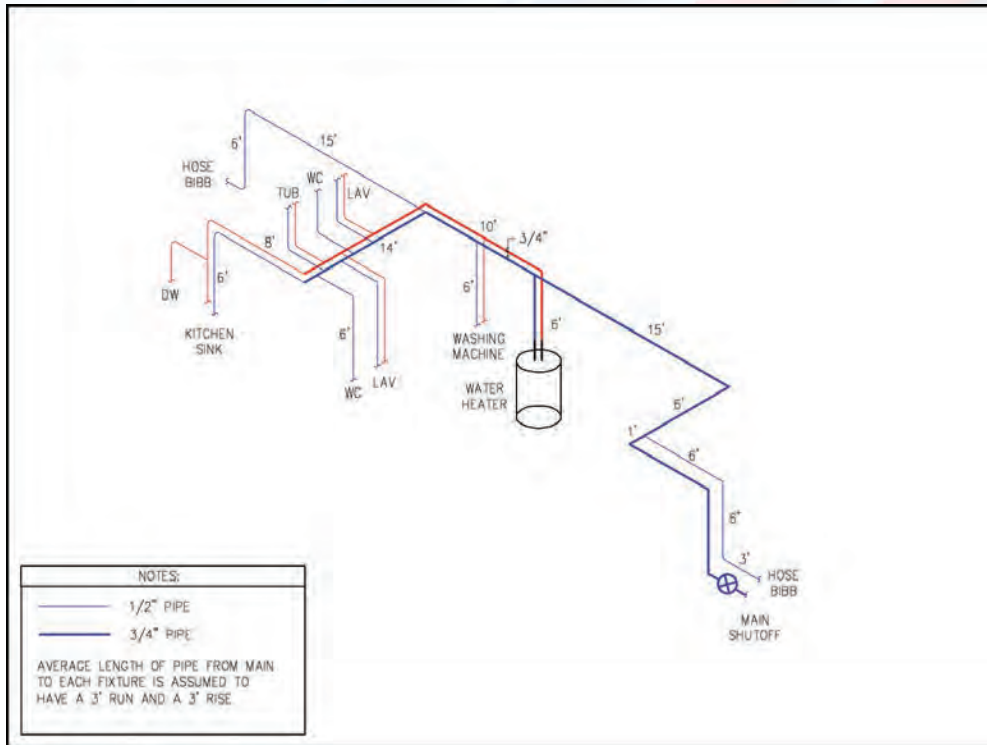 6'
15'
HOSE
BIBB
WC
TUB
LAV
10'
3/4"
8'
14'
6'
6'
DW
KITCHEN
SINK
6'
WC
LAV
WASHING
MACHINE
6'
WATER
HEATER
15'
6'
1'
6'
6'
3'
HOSE
BIBB
MAIN
SHUTOFF
NOTES:
1/2" PIPE
3/4" PIPE
AVERAGE LENGTH OF PIPE FROM MAIN
TO EACH FIXTURE IS ASSUMED TO
HAVE A 3' RUN AND A 3' RISE